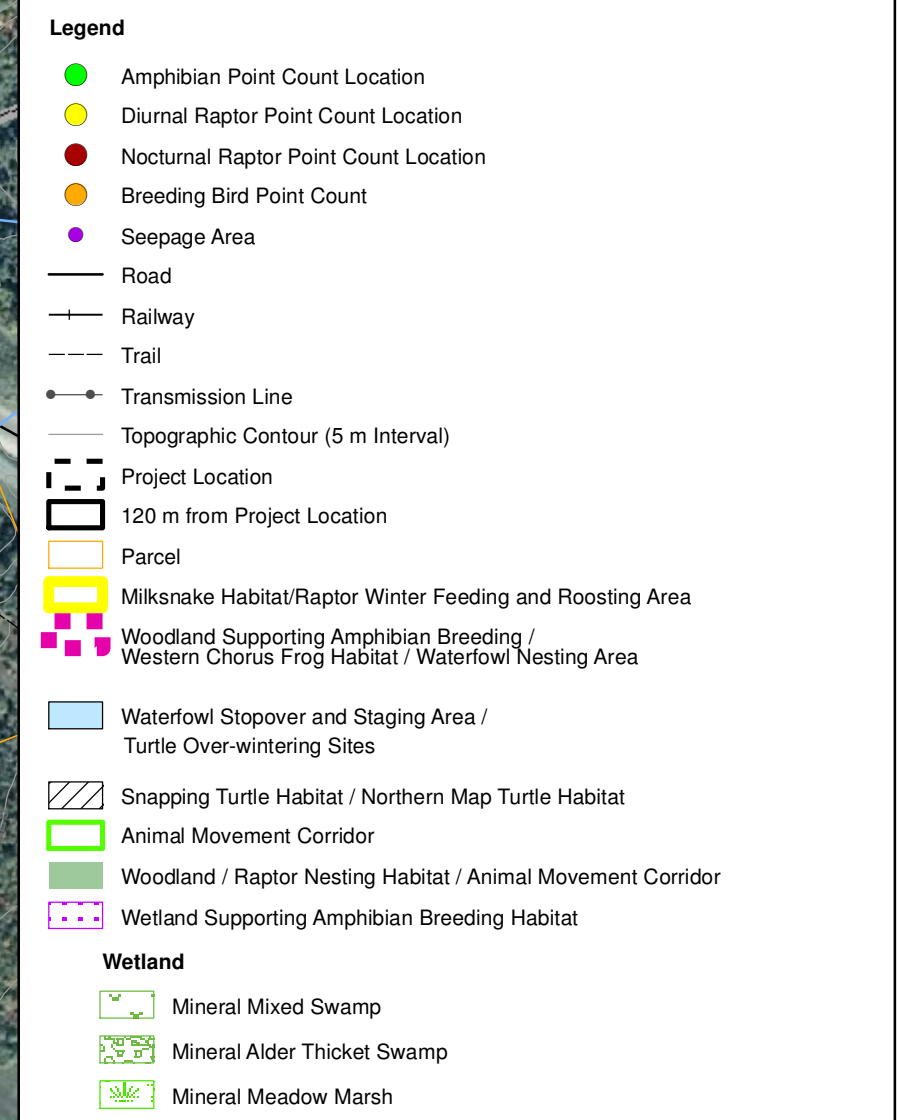 Legend
Amphibian Point Count Location
Diurnal Raptor Point Count Location
Nocturnal Raptor Point Count Location
Breeding Bird Point Count
Seepage Area
Road
Railway
Trail
Transmission Line
Topographic Contour (5 m Interval)
Project Location
120 m from Project Location
Parcel
Milksnake Habitat/Raptor Winter Feeding and Roosting Area
Woodland Supporting Amphibian Breeding /
Western Chorus Frog Habitat / Waterfowl Nesting Area
Waterfowl Stopover and Staging Area /
Turtle Over-wintering Sites
Snapping Turtle Habitat / Northern Map Turtle Habitat
Animal Movement Corridor
Woodland / Raptor Nesting Habitat / Animal Movement Corridor
Wetland Supporting Amphibian Breeding Habitat
Wetland
Mineral Mixed Swamp
Mineral Alder Thicket Swamp
Mineral Meadow Marsh